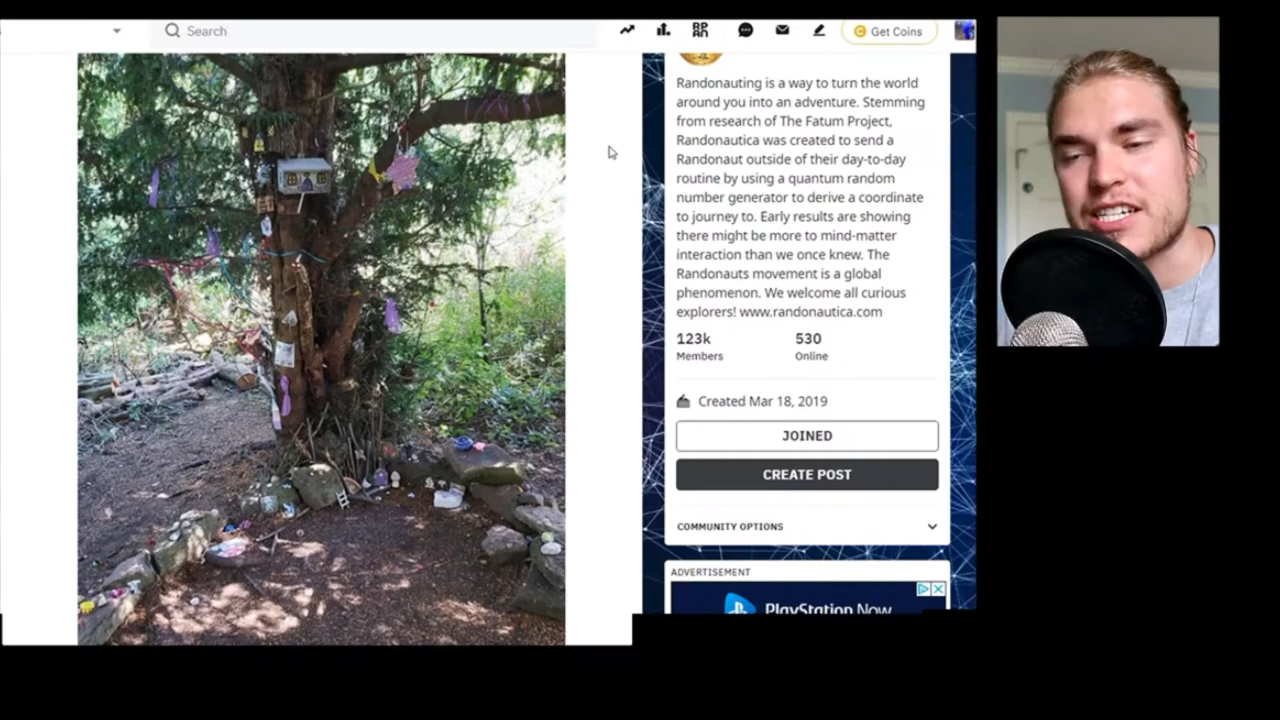 Search
Get Coins
Randonauting is a way to turn the world
around you into an adventure. Stemming
from research of The Fatum Project,
Randonautica was created to send a
Randonaut outside of their day-to-day
routine by using a quantum random
number generator to derive a coordinate
to journey to. Early results are showing
there might be more to mind-matter
interaction than we once knew. The
Randonauts movement is a global
phenomenon. We welcome all curious
explorers! www.randonautica.com
123k 530
Members Online
Created Mar 18, 2019
JOINED
CREATE POST
COMMUNITY OPTIONS
ADVERTISEMENT
PlayStation Now